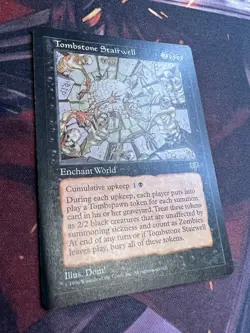 Tombstone Stairwell
Enchant World
Cumulative upkeep 1
During each upkeep, each player puts into
play a Tombspawn token for each summon
card in his or her graveyard. Treat these tokens
as 2/2 black creatures that are unaffected by
summoning sickness and count as Zombies
At end of any turn or if Tombstone Stairwell
leaves play, bury all of these tokens.
Illus. Dom!